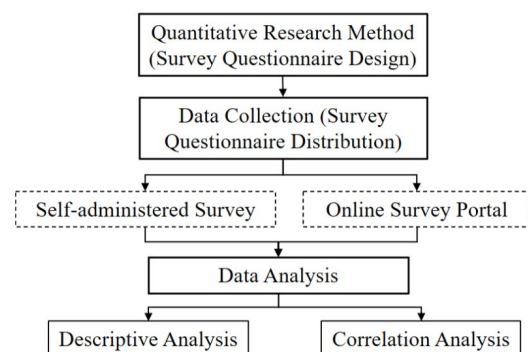 Quantitative Research Method
(Survey Questionnaire Design)
Data Collection (Survey
Questionnaire Distribution)
Self-administered Survey
Online Survey Portal
Data Analysis
Descriptive Analysis
Correlation Analysis